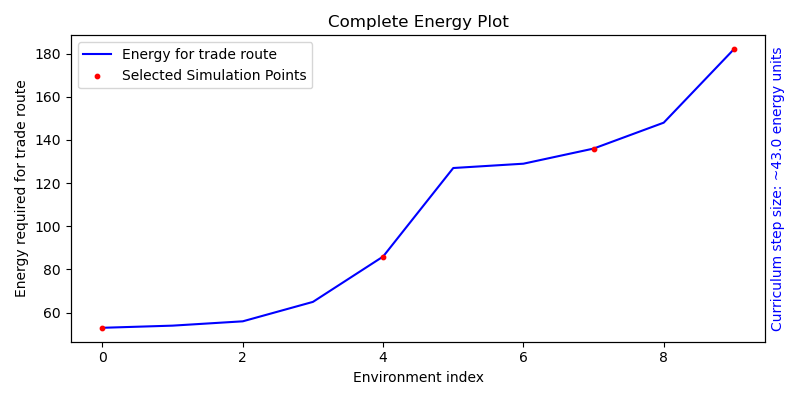 Complete Energy Plot
Energy for trade route
Selected Simulation Points
Energy required for trade route
180
160
140
120
100
80
60
0
2
4
6
8
Environment index
Curriculum step size: ~43.0 energy units